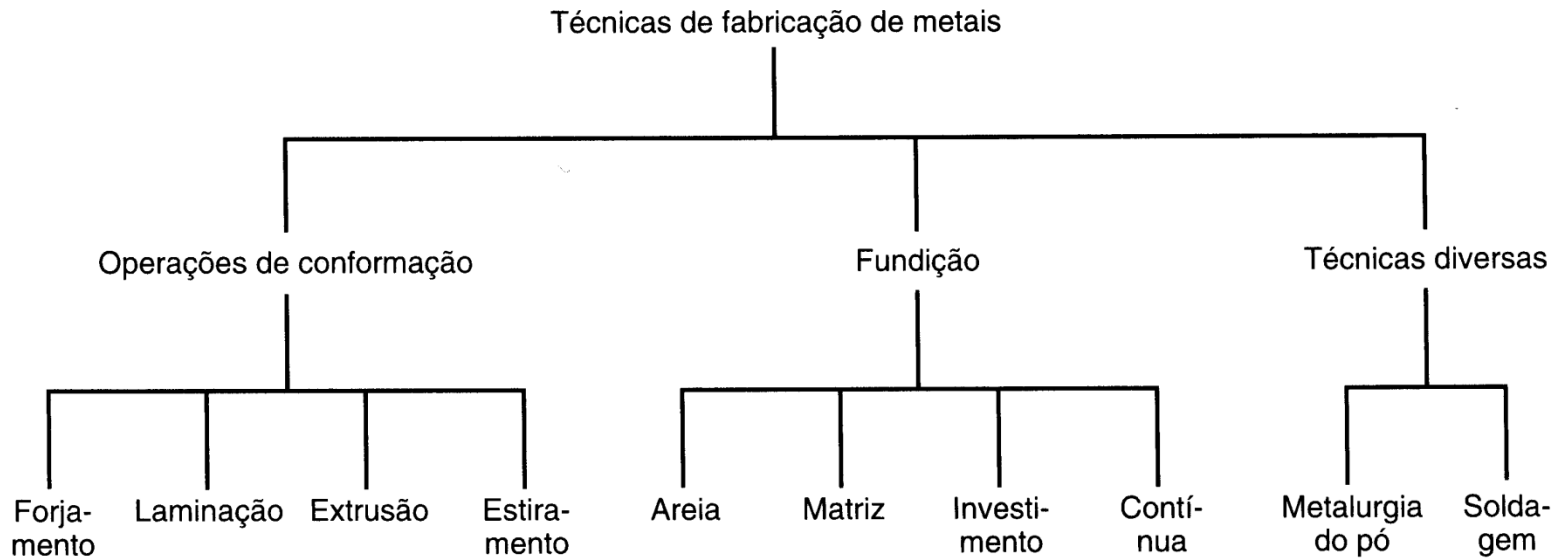 Técnicas de fabricação de metais
Operações de conformação
Fundição
Técnicas diversas
Forja-
mento
Laminação
Extrusão
Estira-
mento
Areia
Matriz
Investi-
mento
Contí-
nua
Metalurgia
do pó
Solda-
gem